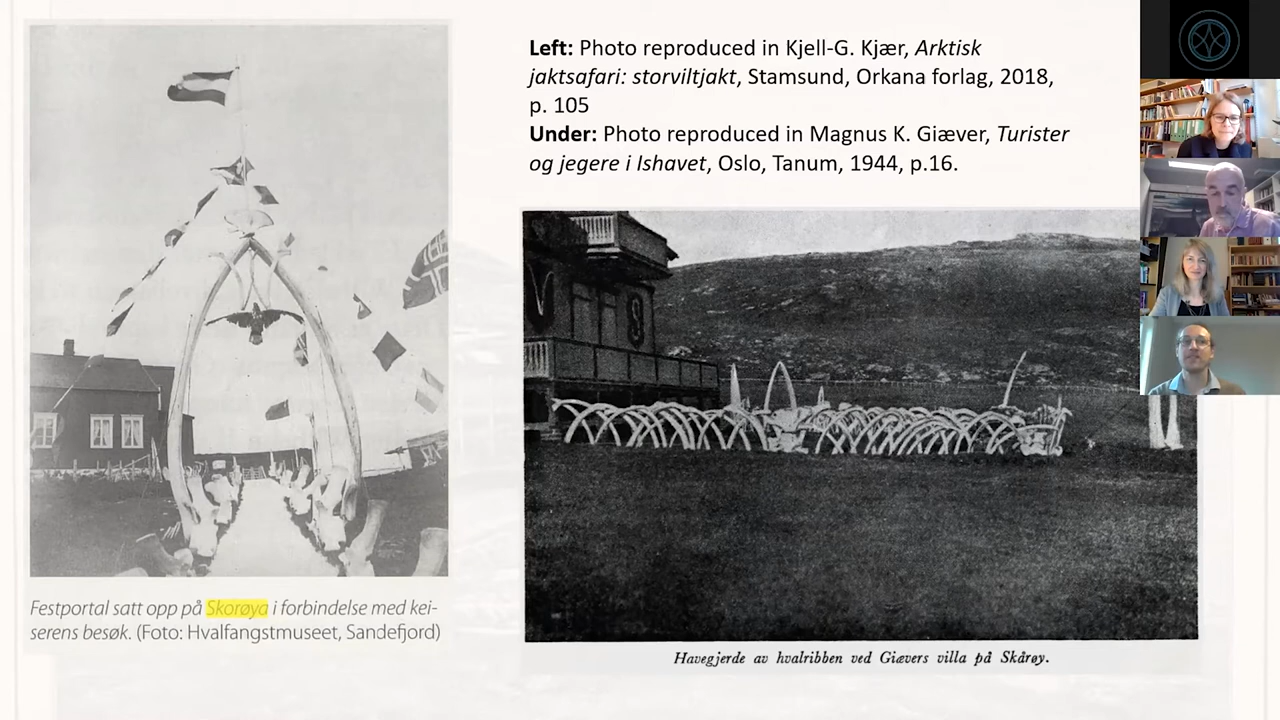 Left: Photo reproduced in Kjell-G. Kjær, Arktisk
jaktsafari: storviltjakt, Stamsund, Orkana forlag, 2018,
p. 105
Under: Photo reproduced in Magnus K. Giæver, Turister
og jegere i Ishavet, Oslo, Tanum, 1944, p.16.
Festportal satt opp på Skorøya i forbindelse med kei-
serens besøk. (Foto: Hvalfangstmuseet, Sandefjord)
Havegjerde av hvalribben ved Giævers villa på Skårøy.